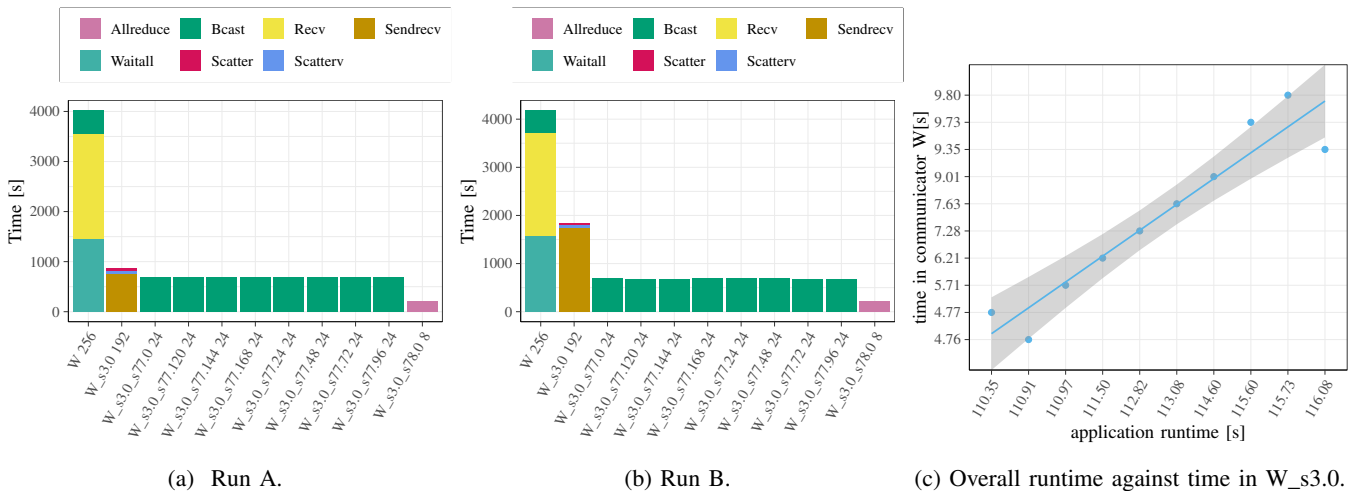 Allreduce Bcast Recv Sendrecv
Waitall Scatter Scatterv
Time [s]
4000
3000
2000
1000
0
W 256
W_s3.0 192
W_s3.0_s77.0 24
W_s3.0_s77.120 24
W_s3.0_s77.144 24
W_s3.0_s77.168 24
W_s3.0_s77.24 24
W_s3.0_s77.48 24
W_s3.0_s77.72 24
W_s3.0_s77.96 24
W_s3.0_s78.0 8
(a) Run A.
Allreduce Bcast Recv Sendrecv
Waitall Scatter Scatterv
Time [s]
4000
3000
2000
1000
0
W 256
W_s3.0 192
W_s3.0_s77.0 24
W_s3.0_s77.120 24
W_s3.0_s77.144 24
W_s3.0_s77.168 24
W_s3.0_s77.24 24
W_s3.0_s77.48 24
W_s3.0_s77.72 24
W_s3.0_s77.96 24
W_s3.0_s78.0 8
(b) Run B.
time in communicator W[s]
9.80
9.73
9.35
9.01
7.63
7.28
6.21
5.71
4.77
4.76
110.35
110.91
110.97
111.50
112.82
113.08
114.60
115.60
115.73
116.08
application runtime [s]
(c) Overall runtime against time in W_s3.0.